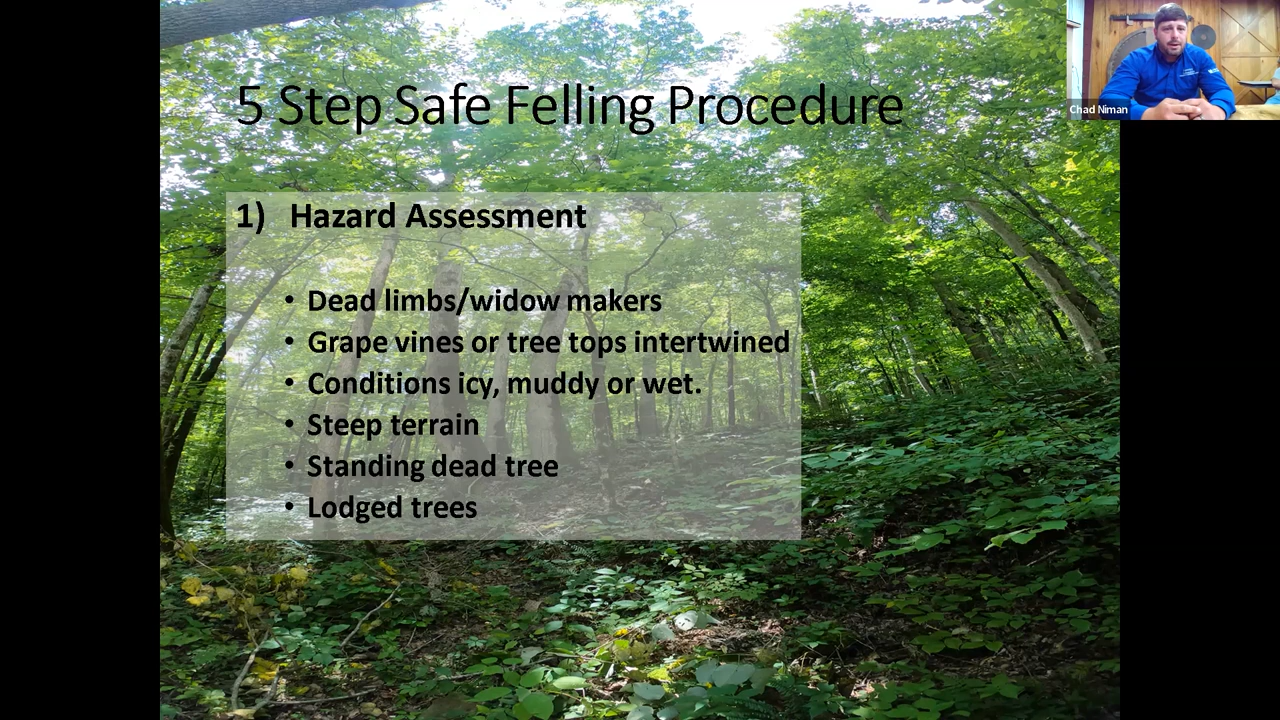 5 Step Safe Felling Procedure
Chad Niman
1) Hazard Assessment
• Dead limbs/widow makers
• Grape vines or tree tops intertwined
• Conditions icy, muddy or wet.
• Steep terrain
• Standing dead tree
• Lodged trees